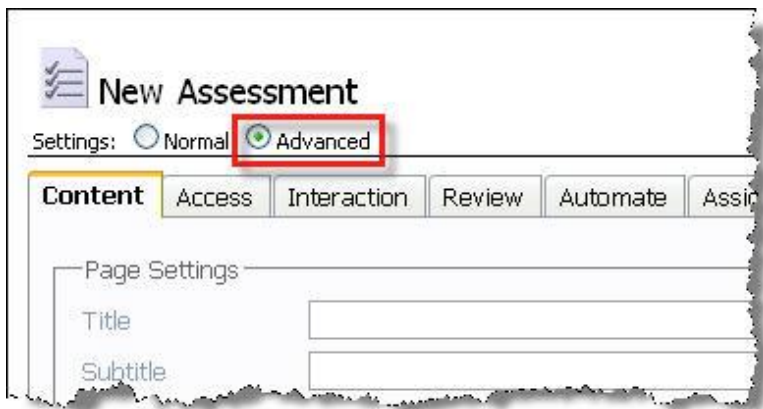 New Assessment
Settings: Normal Advanced
Content Access Interaction Review Automate
Page Settings
Title
Subtitle